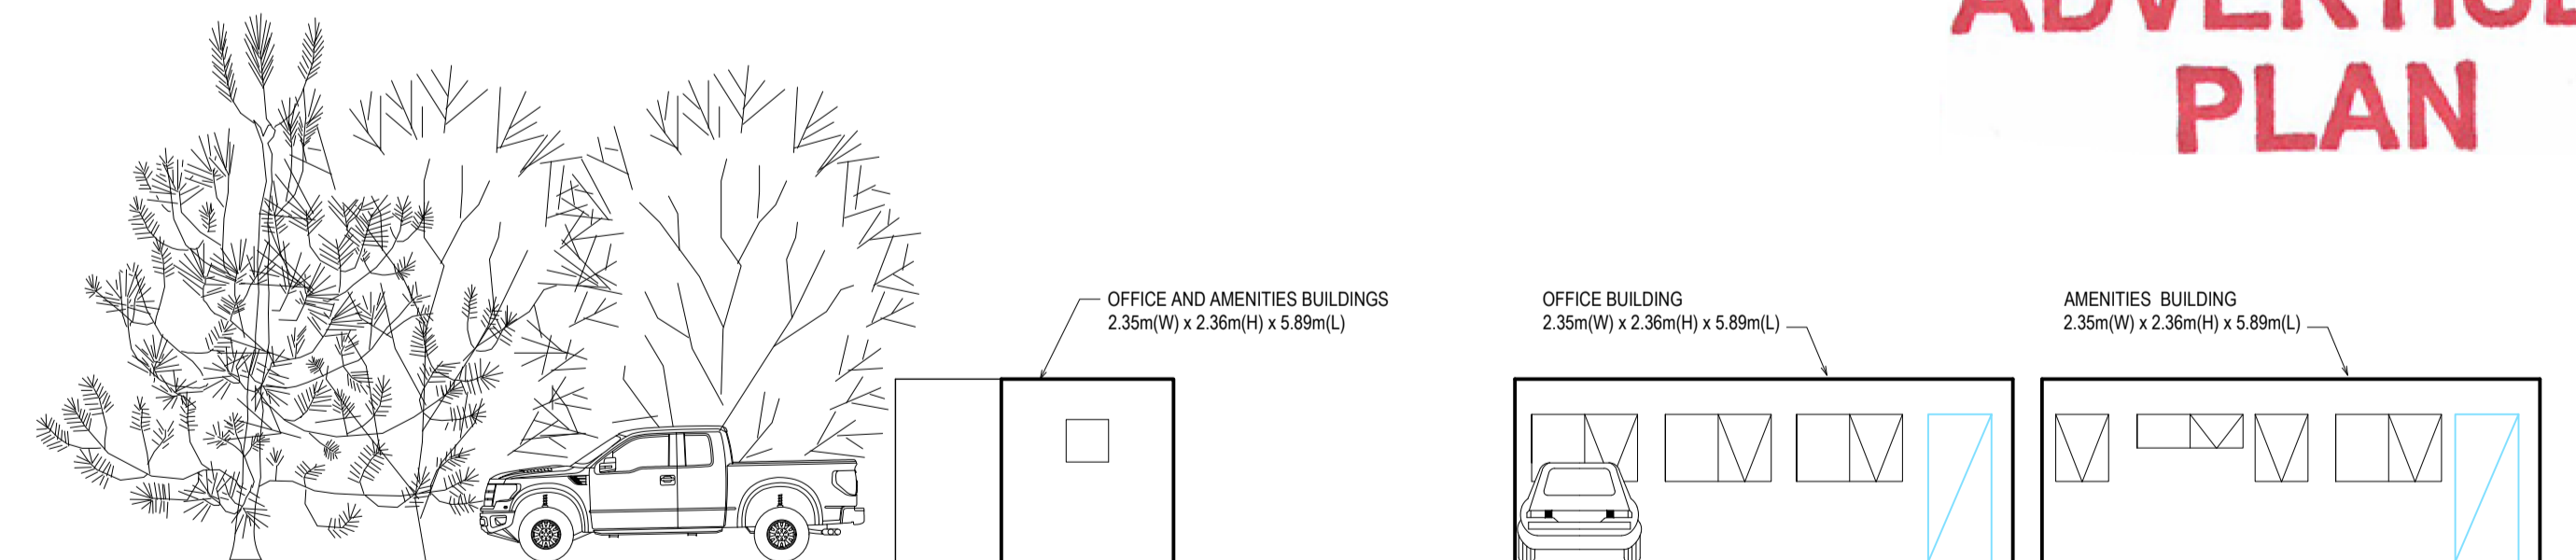 PLAN
OFFICE AND AMENITIES BUILDINGS
2.35m(W) x 2.36m(H) x 5.89m(L)
OFFICE BUILDING
2.35m(W) x 2.36m(H) x 5.89m(L)
AMENITIES BUILDING
2.35m(W) x 2.36m(H) x 5.89m(L)